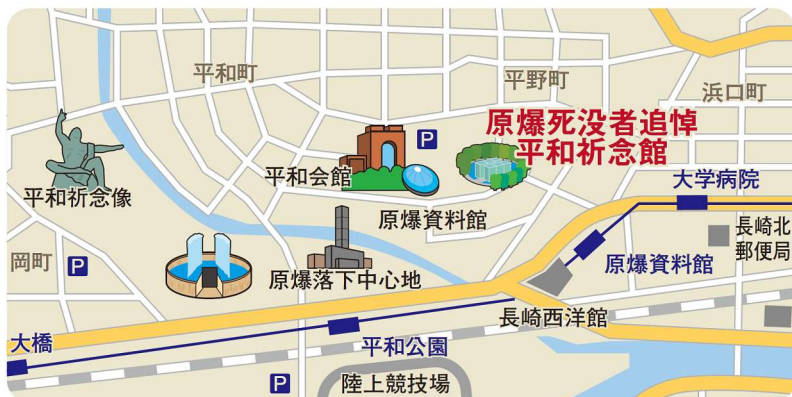 平和町
平野町
浜口町
P
原爆死没者追悼
平和祈念館
平和会館
平和祈念像
大学病院
原爆資料館
長崎北
郵便局
岡町
P
原爆落下中心地
原爆資料館
長崎西洋館
大橋
平和公園
P
陸上競技場